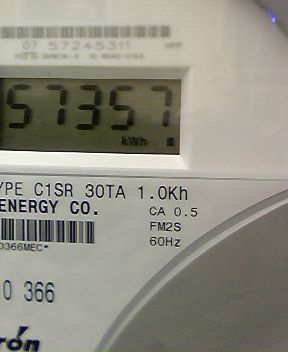 07 57245311
57357
kWh
YPE C1SR 30TA 1.0Kh
ENERGY CO. CA 0.5
FM2S
0366MEC* 60Hz
0 366
rón